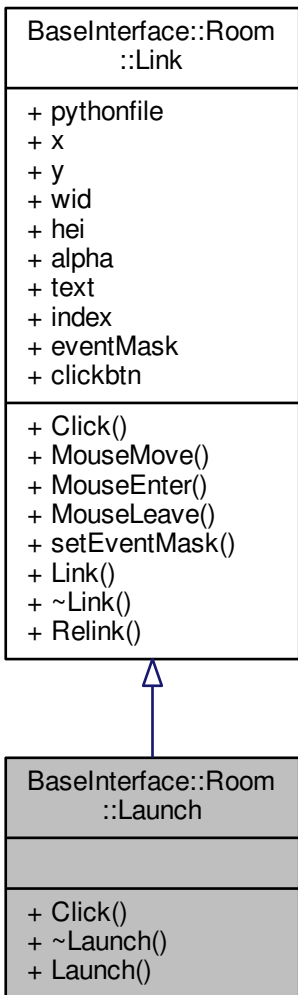 BaseInterface::Room
::Link
+ pythonfile
+ x
+ y
+ wid
+ hei
+ alpha
+ text
+ index
+ eventMask
+ clickbtn
+ Click()
+ MouseMove()
+ MouseEnter()
+ MouseLeave()
+ setEventMask()
+ Link()
+ ~Link()
+ Relink()
BaseInterface::Room
::Launch
+ Click()
+ ~Launch()
+ Launch()